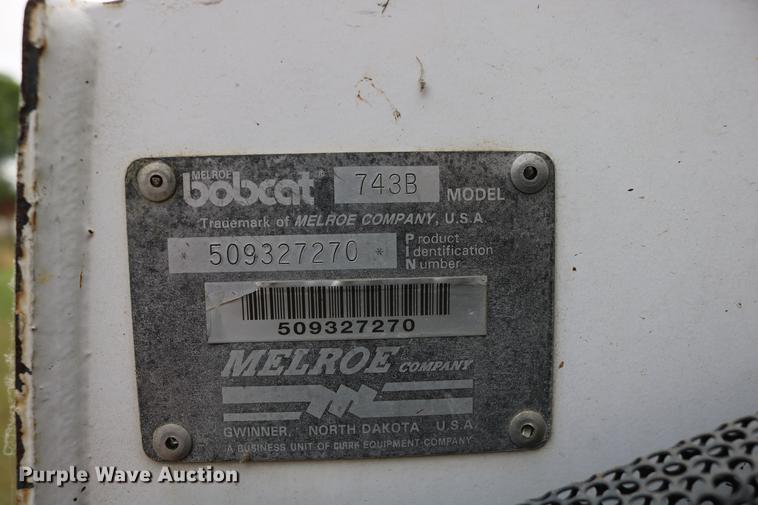 MELROE
bobcat® 743B MODEL
Trademark of MELROE COMPANY, U.S.A.
* 509327270 * Product
Identification
Number
509327270
MELROE COMPANY
GWINNER, NORTH DAKOTA U.S.A.
A BUSINESS UNIT OF CLARK EQUIPMENT COMPANY
Purple Wave Auction